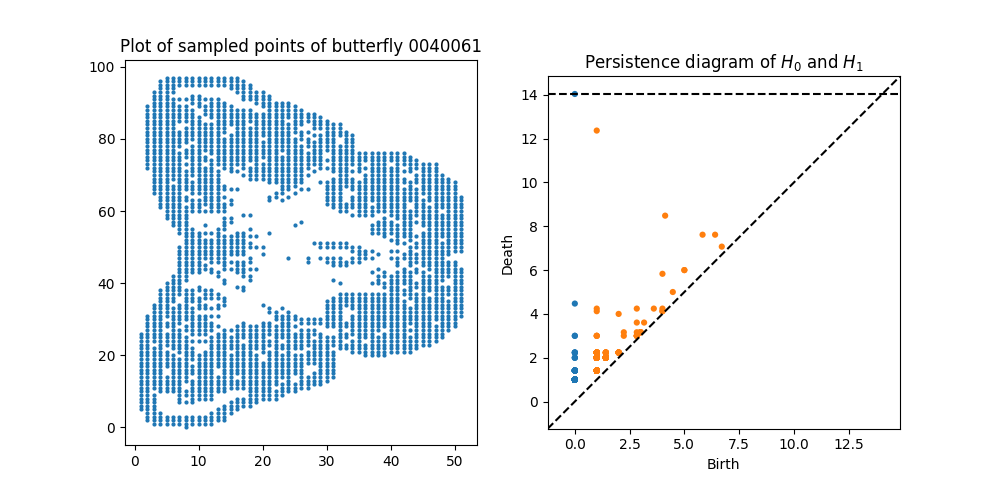 Plot of sampled points of butterfly 0040061
100
80
60
40
20
0
0 10 20 30 40 50
Persistence diagram of $H_0$ and $H_1$
Death
14
12
10
8
6
4
2
0
0.0 2.5 5.0 7.5 10.0 12.5
Birth